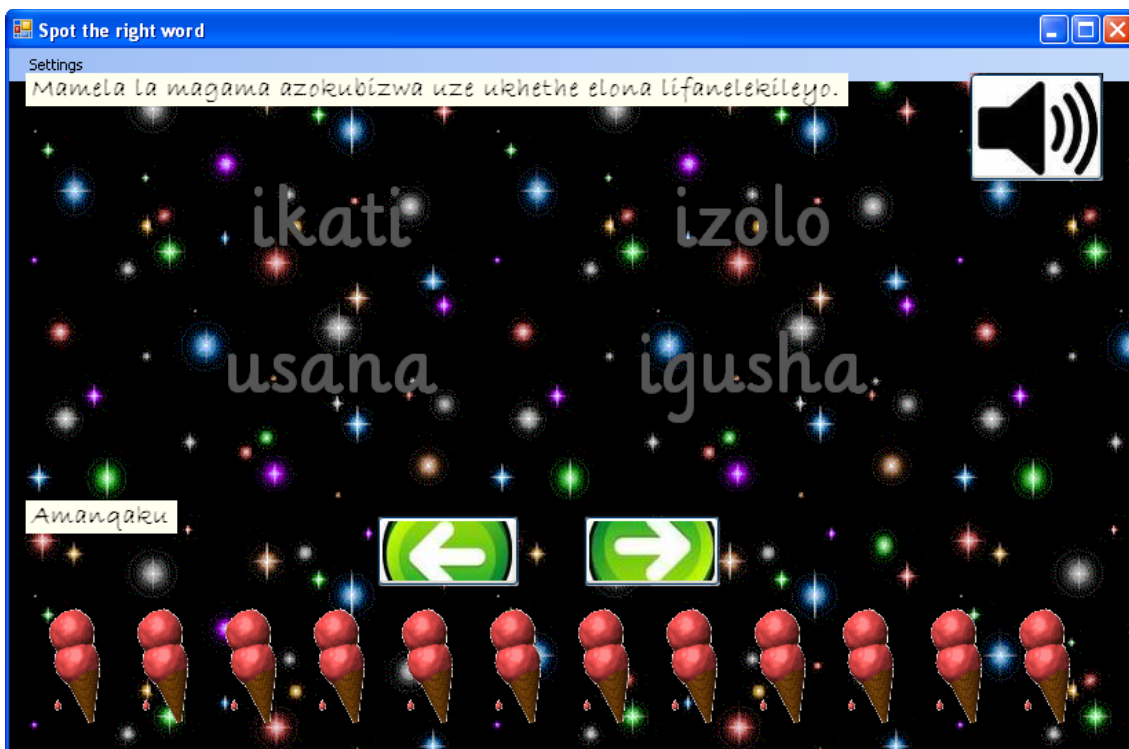 Spot the right word
Settings
Mamela la magama azokubizwa uze ukhethe elona lifanelekileyo.
ikati izolo
usana igusha
Amanqaku